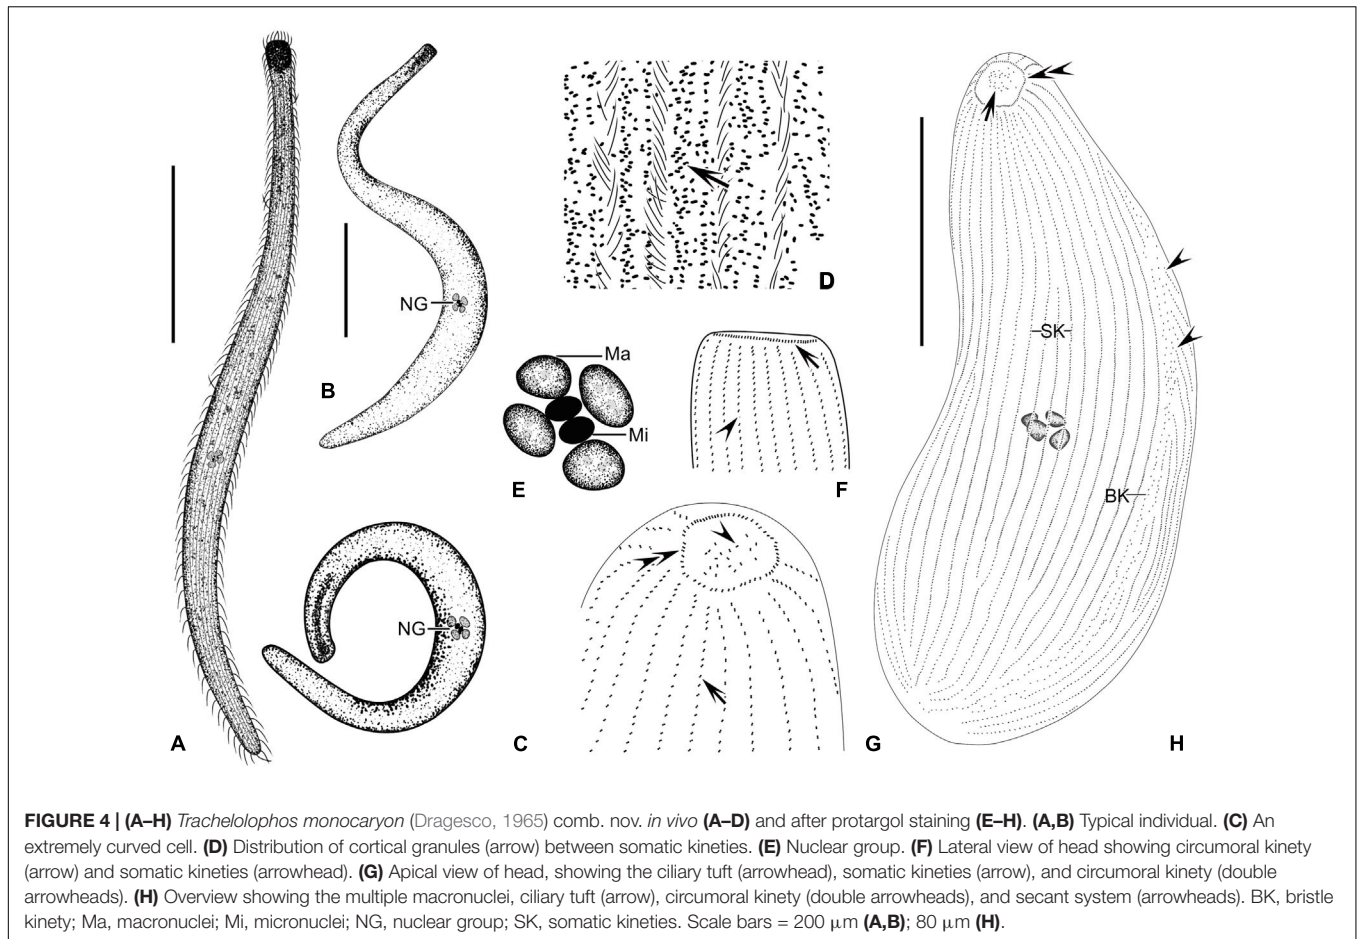 D
NG
B
SK
Ma
Mi
E
F
BK
NG
A
C
G
H
FIGURE 4 | (A–H) Trachelolophos monocaryon (Dragesco, 1965) comb. nov. in vivo (A–D) and after protargol staining (E–H). (A,B) Typical individual. (C) An
extremely curved cell. (D) Distribution of cortical granules (arrow) between somatic kineties. (E) Nuclear group. (F) Lateral view of head showing circumoral kinety
(arrow) and somatic kineties (arrowhead). (G) Apical view of head, showing the ciliary tuft (arrowhead), somatic kineties (arrow), and circumoral kinety (double
arrowheads). (H) Overview showing the multiple macronuclei, ciliary tuft (arrow), circumoral kinety (double arrowheads), and secant system (arrowheads). BK, bristle
kinety; Ma, macronuclei; Mi, micronuclei; NG, nuclear group; SK, somatic kineties. Scale bars = 200 μm (A,B); 80 μm (H).